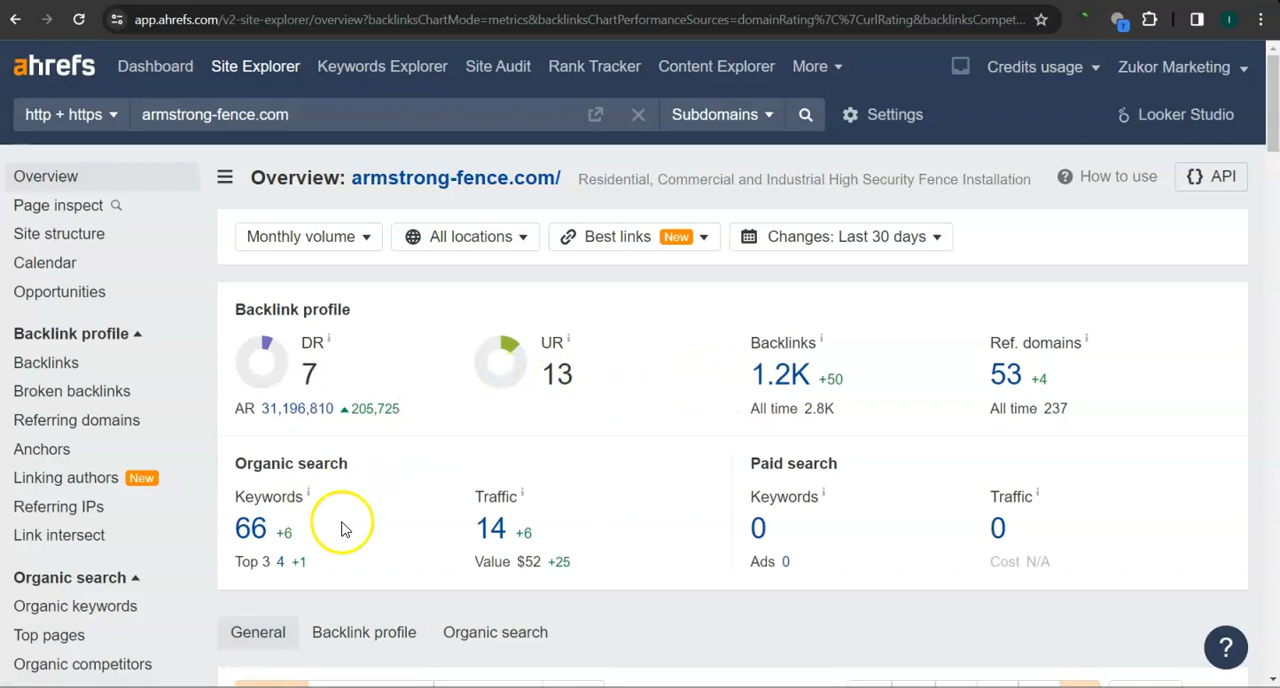 app.ahrefs.com/v2-site-explorer/overview?backlinksChartMode=metrics&backlinksChartPerformanceSources=domainRating%7C%7CurlRating&backlinksCompet...
ahrefs Dashboard Site Explorer Keywords Explorer Site Audit Rank Tracker Content Explorer More Credits usage Zukor Marketing
http + https armstrong-fence.com Subdomains Settings Looker Studio
Overview
Page inspect
Site structure
Calendar
Opportunities
Backlink profile
Backlinks
Broken backlinks
Referring domains
Anchors
Linking authors New
Referring IPs
Link intersect
Organic search
Organic keywords
Top pages
Organic competitors
Overview: armstrong-fence.com/ Residential, Commercial and Industrial High Security Fence Installation ? How to use {} API
Monthly volume All locations Best links New Changes: Last 30 days
Backlink profile
DR i UR i Backlinks i Ref. domains i
7 13 1.2K +50 53 +4
AR 31,196,810 205,725 All time 2.8K All time 237
Organic search Paid search
Keywords i Traffic i Keywords i Traffic i
66 +6 14 +6 0 0
Top 3 4 +1 Value $52 +25 Ads 0 Cost N/A
General Backlink profile Organic search
?